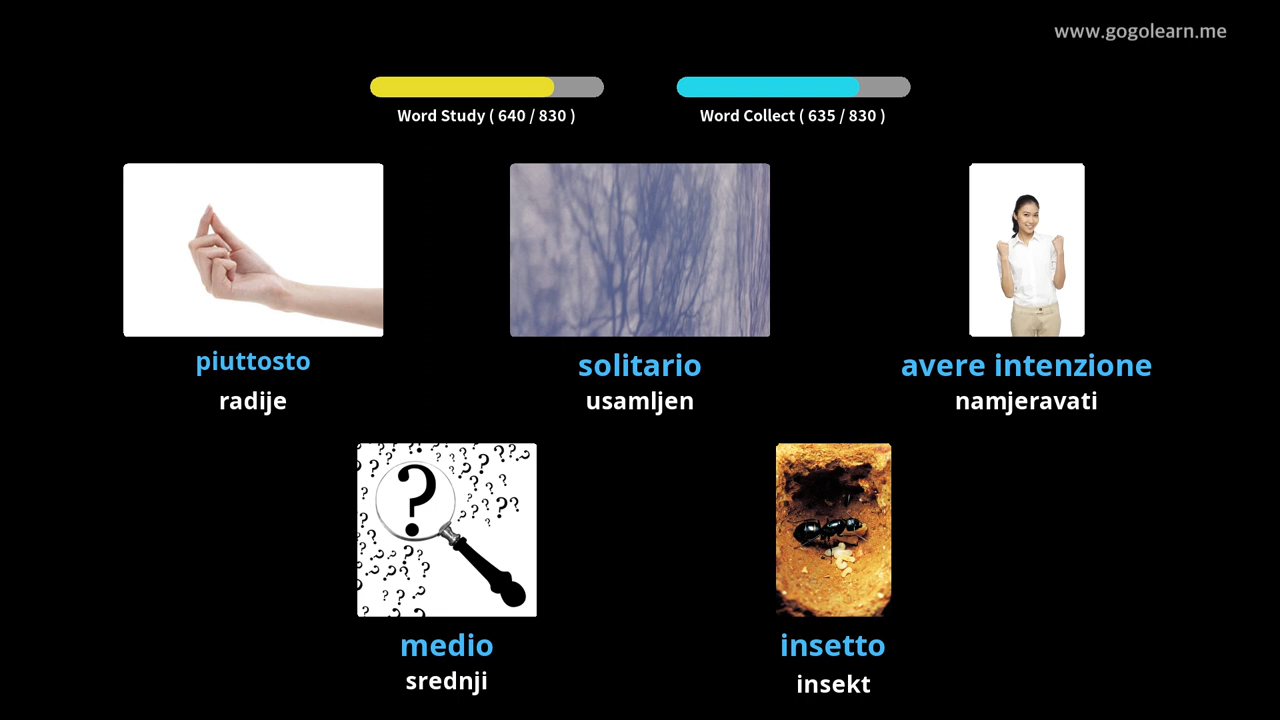 www.gogolearn.me
Word Study ( 640 / 830 )
Word Collect ( 635 / 830 )
piuttosto
radije
solitario
usamljen
avere intenzione
namjeravati
medio
srednji
insetto
insekt